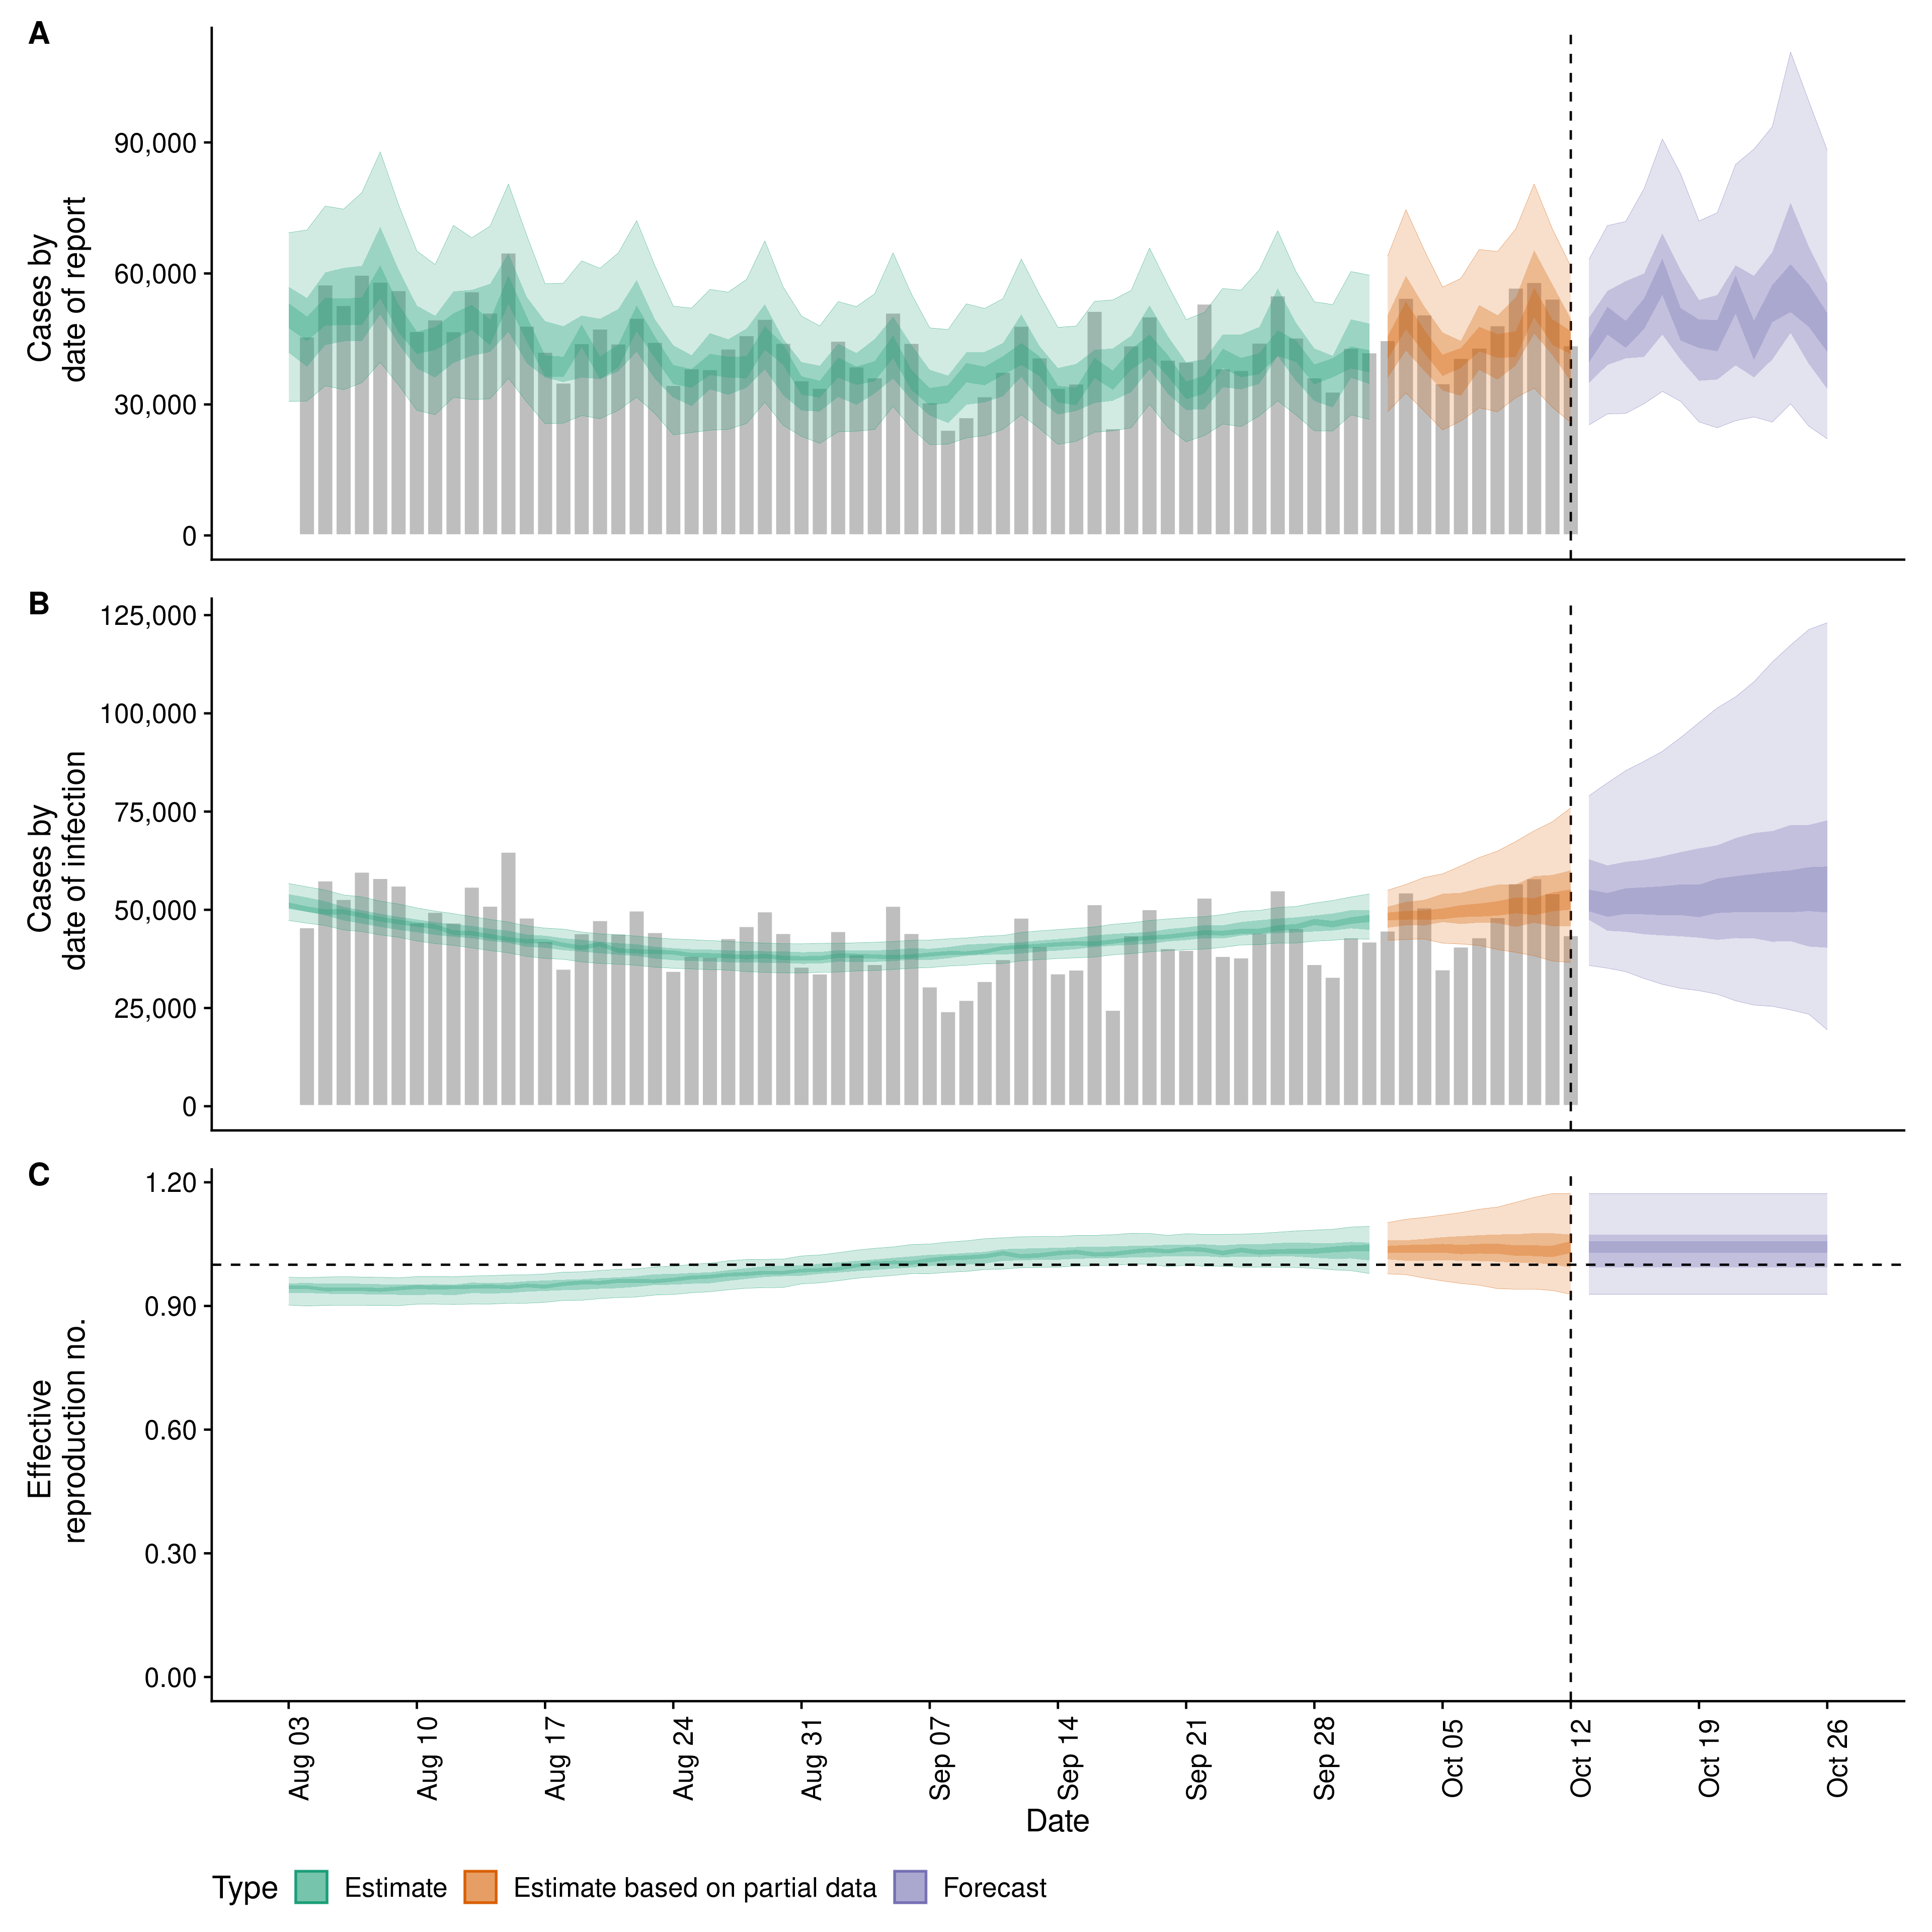 A
Cases by
date of report
90,000
60,000
30,000
0
B
Cases by
date of infection
125,000
100,000
75,000
50,000
25,000
0
C
Effective
reproduction no.
1.20
0.90
0.60
0.30
0.00
Aug 03
Aug 10
Aug 17
Aug 24
Aug 31
Sep 07
Sep 14
Sep 21
Sep 28
Oct 05
Oct 12
Oct 19
Oct 26
Date
Type Estimate Estimate based on partial data Forecast